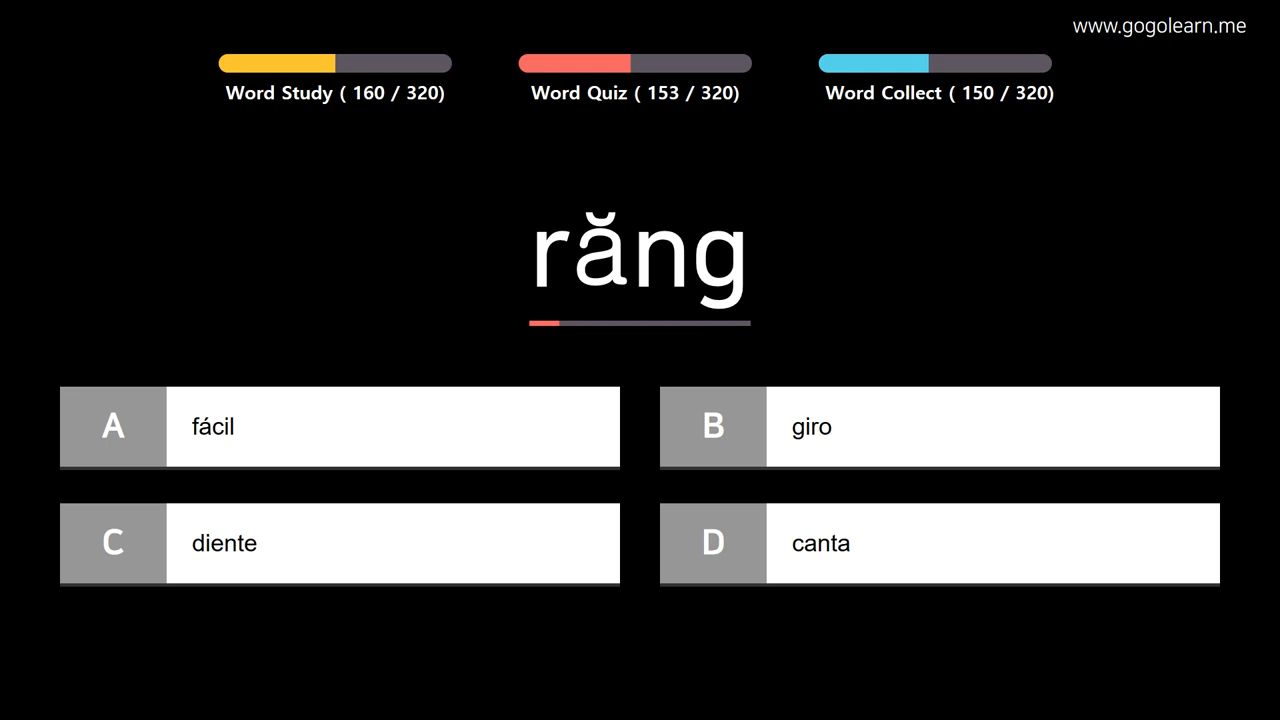 www.gogolearn.me
Word Study ( 160 / 320)
Word Quiz ( 153 / 320)
Word Collect ( 150 / 320)
răng
A fácil
B giro
C diente
D canta